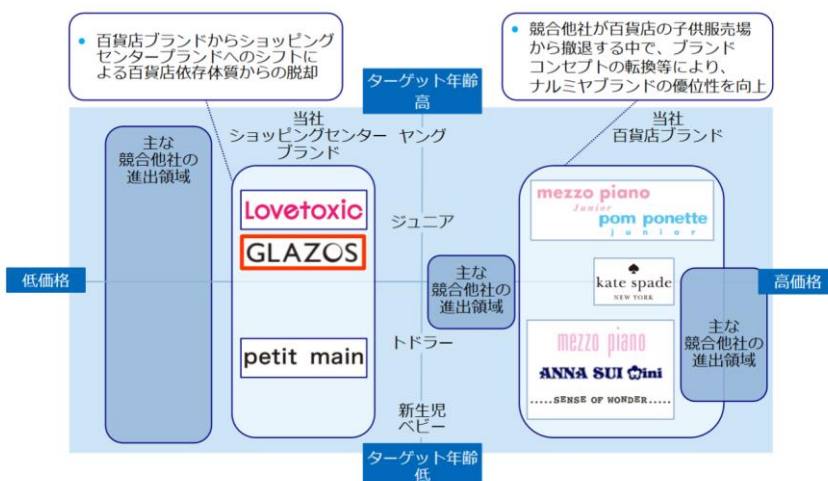 ● 百貨店ブランドからショッピング
センターブランドへのシフトに
よる百貨店依存体質からの脱却
● 競合他社が百貨店の子供服売場
から撤退する中で、ブランド
コンセプトの転換等により、
ナルミヤブランドの優位性を向上
ターゲット年齢
高
主な
競合他社の
進出領域
当社
ショッピングセンター
ブランド
ヤング
当社
百貨店ブランド
Lovetoxic
GLAZOS
ジュニア
mezzo piano
Junior
pom ponette
junior
低価格
主な
競合他社の
進出領域
kate spade
NEW YORK
高価格
主な
競合他社の
進出領域
petit main
トドラー
mezzo piano
ANNA SUI mini
.....SENSE OF WONDER.....
新生児
ベビー
ターゲット年齢
低